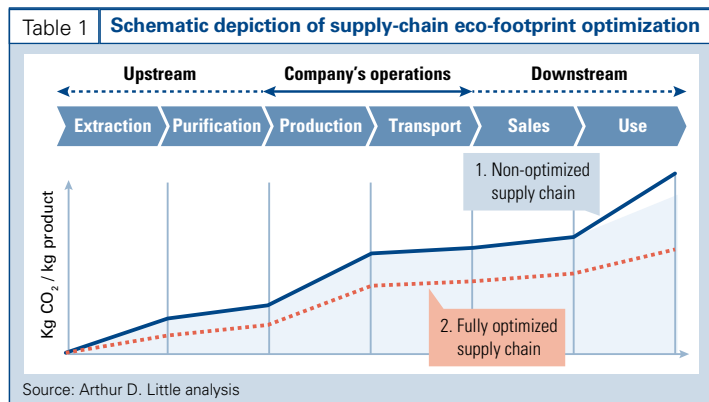 Table 1
Schematic depiction of supply-chain eco-footprint optimization
Upstream
Company's operations
Downstream
Extraction
Purification
Production
Transport
Sales
Use
1. Non-optimized
supply chain
Kg CO₂ / kg product
2. Fully optimized
supply chain
Source: Arthur D. Little analysis